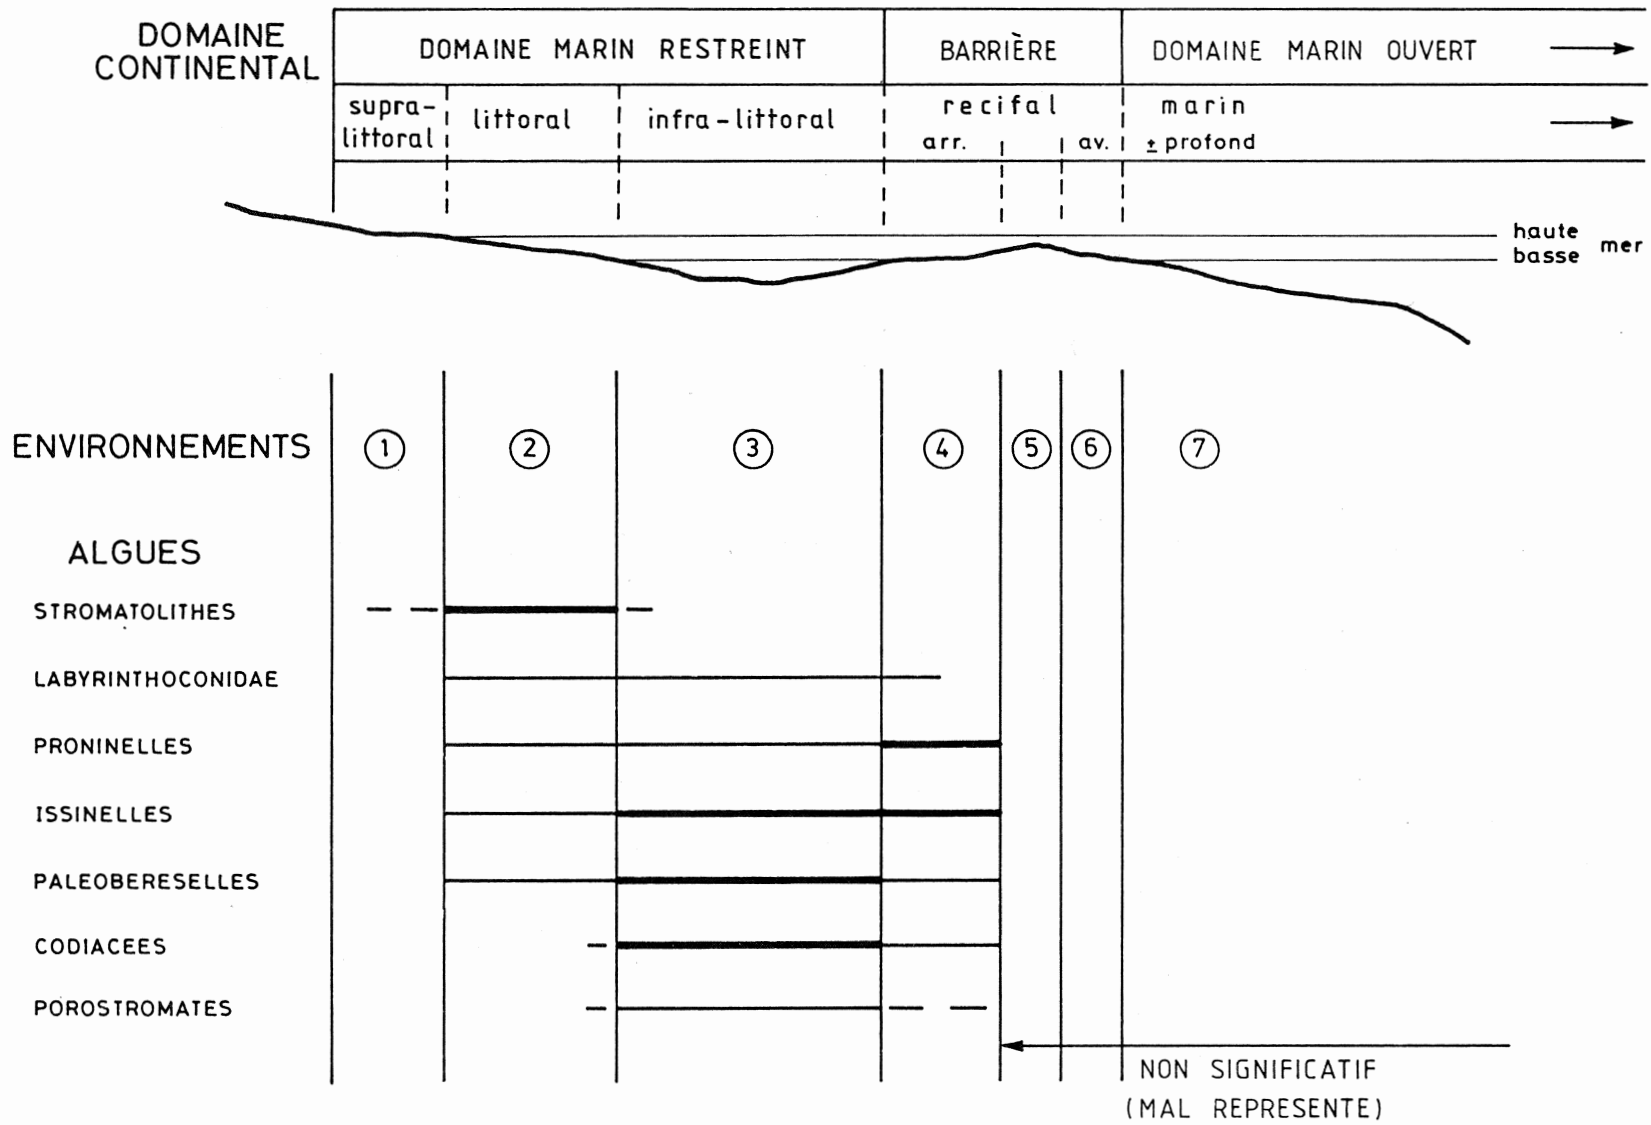 DOMAINE
CONTINENTAL
DOMAINE MARIN RESTREINT
BARRIÈRE
DOMAINE MARIN OUVERT
supra-
littoral
littoral
infra-littoral
recifal
arr.
av.
marin
± profond
haute
basse
mer
ENVIRONNEMENTS
1
2
3
4
5
6
7
ALGUES
STROMATOLITHES
LABYRINTHOCONIDAE
PRONINELLES
ISSINELLES
PALEOBERESELLES
CODIACEES
POROSTROMATES
NON SIGNIFICATIF
(MAL REPRESENTE)